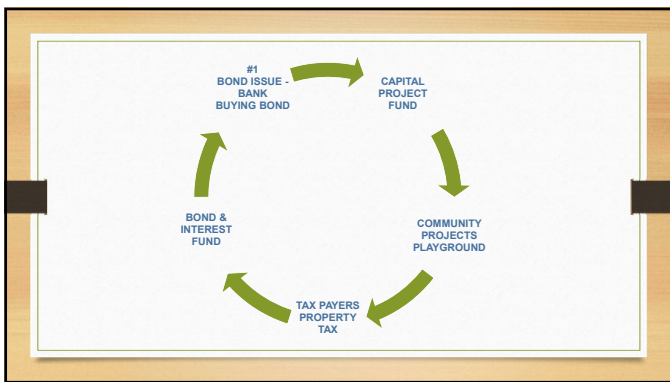 #1
BOND ISSUE -
BANK
BUYING BOND
CAPITAL
PROJECT
FUND
COMMUNITY
PROJECTS
PLAYGROUND
TAX PAYERS
PROPERTY
TAX
BOND &
INTEREST
FUND